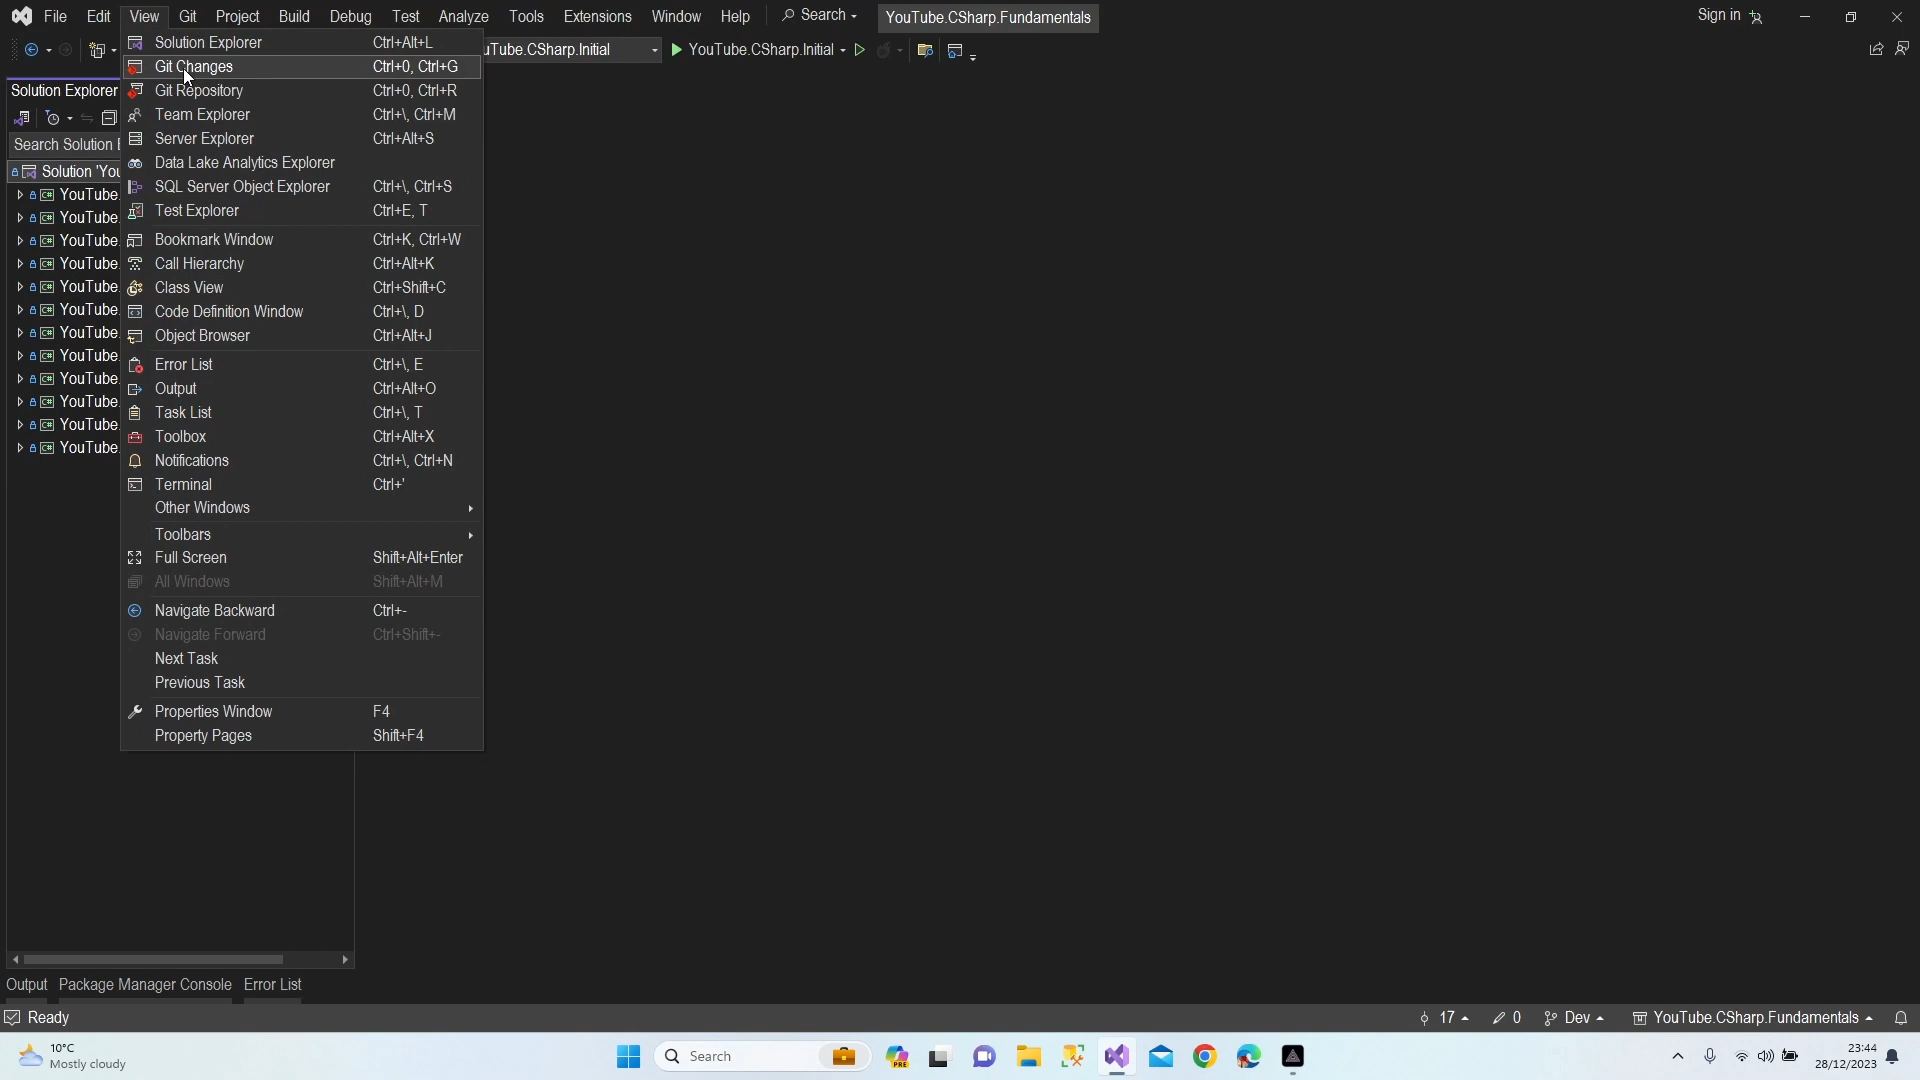 File Edit View Git Project Build Debug Test Analyze Tools Extensions Window Help Search YouTube.CSharp.Fundamentals Sign in
uTube.CSharp.Initial YouTube.CSharp.Initial
Solution Explorer
Search Solution
Solution 'You
YouTube.
YouTube.
YouTube.
YouTube.
YouTube.
YouTube.
YouTube.
YouTube.
YouTube.
YouTube.
YouTube.
YouTube.
Solution Explorer Ctrl+Alt+L
Git Changes Ctrl+0, Ctrl+G
Git Repository Ctrl+0, Ctrl+R
Team Explorer Ctrl+\, Ctrl+M
Server Explorer Ctrl+Alt+S
Data Lake Analytics Explorer
SQL Server Object Explorer Ctrl+\, Ctrl+S
Test Explorer Ctrl+E, T
Bookmark Window Ctrl+K, Ctrl+W
Call Hierarchy Ctrl+Alt+K
Class View Ctrl+Shift+C
Code Definition Window Ctrl+\, D
Object Browser Ctrl+Alt+J
Error List Ctrl+\, E
Output Ctrl+Alt+O
Task List Ctrl+\, T
Toolbox Ctrl+Alt+X
Notifications Ctrl+\, Ctrl+N
Terminal Ctrl+'
Other Windows
Toolbars
Full Screen Shift+Alt+Enter
All Windows Shift+Alt+M
Navigate Backward Ctrl+-
Navigate Forward Ctrl+Shift+-
Next Task
Previous Task
Properties Window F4
Property Pages Shift+F4
Output Package Manager Console Error List
Ready 17 0 Dev YouTube.CSharp.Fundamentals
10°C
Mostly cloudy
Search
PRE
23:44
28/12/2023